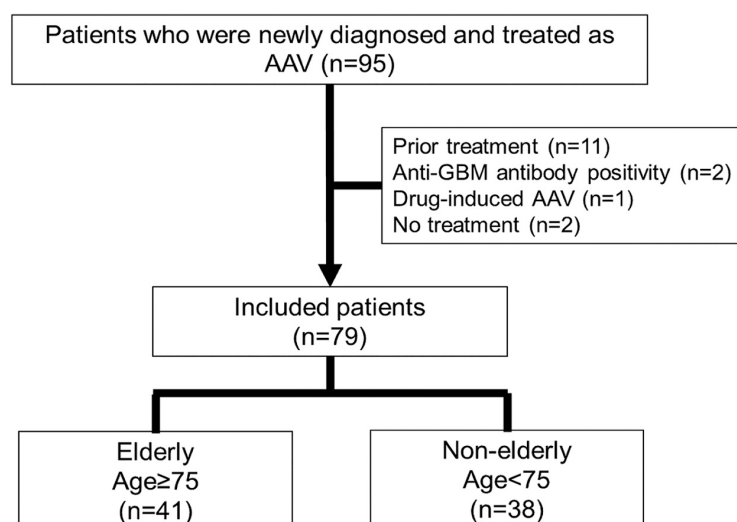 Patients who were newly diagnosed and treated as
AAV (n=95)
Prior treatment (n=11)
Anti-GBM antibody positivity (n=2)
Drug-induced AAV (n=1)
No treatment (n=2)
Included patients
(n=79)
Elderly
Age≥75
(n=41)
Non-elderly
Age<75
(n=38)